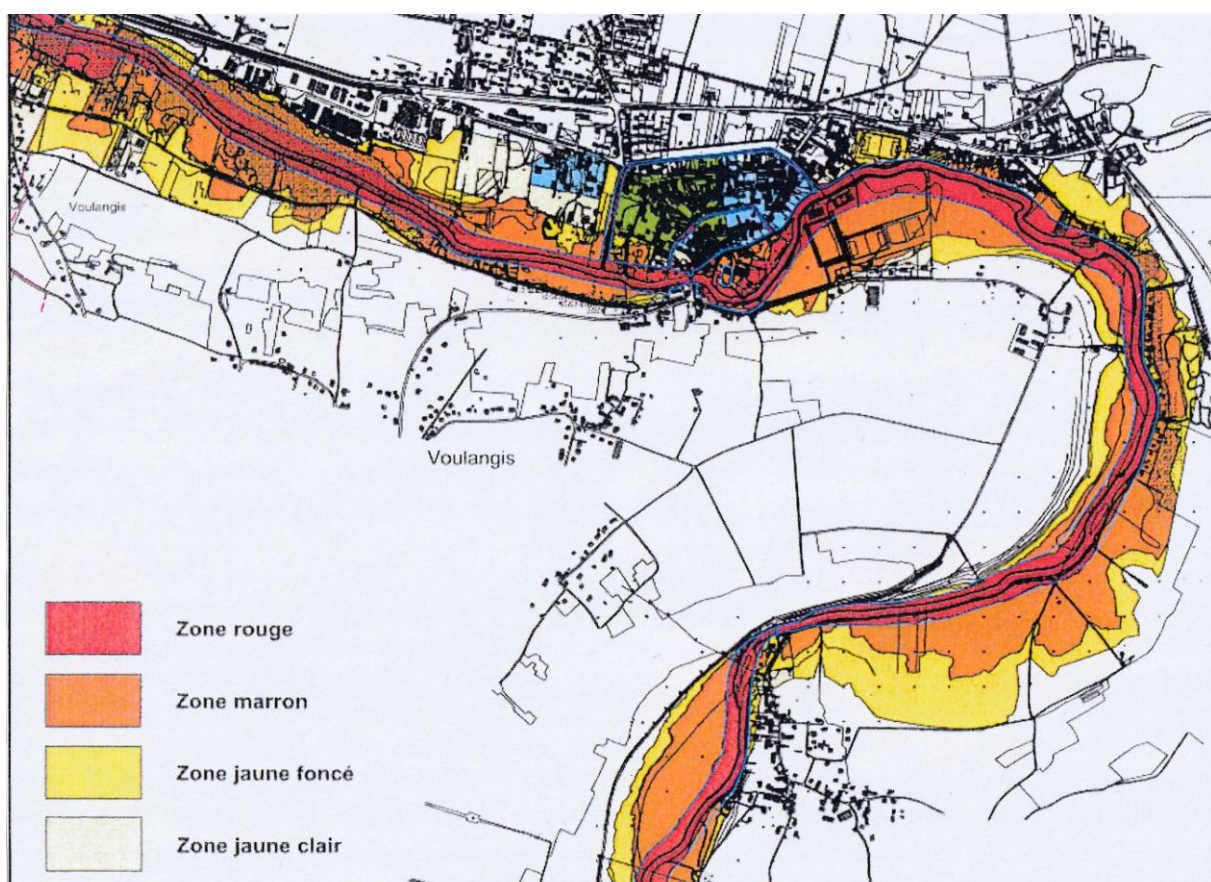 Voulangis
Voulangis
Zone rouge
Zone marron
Zone jaune foncé
Zone jaune clair